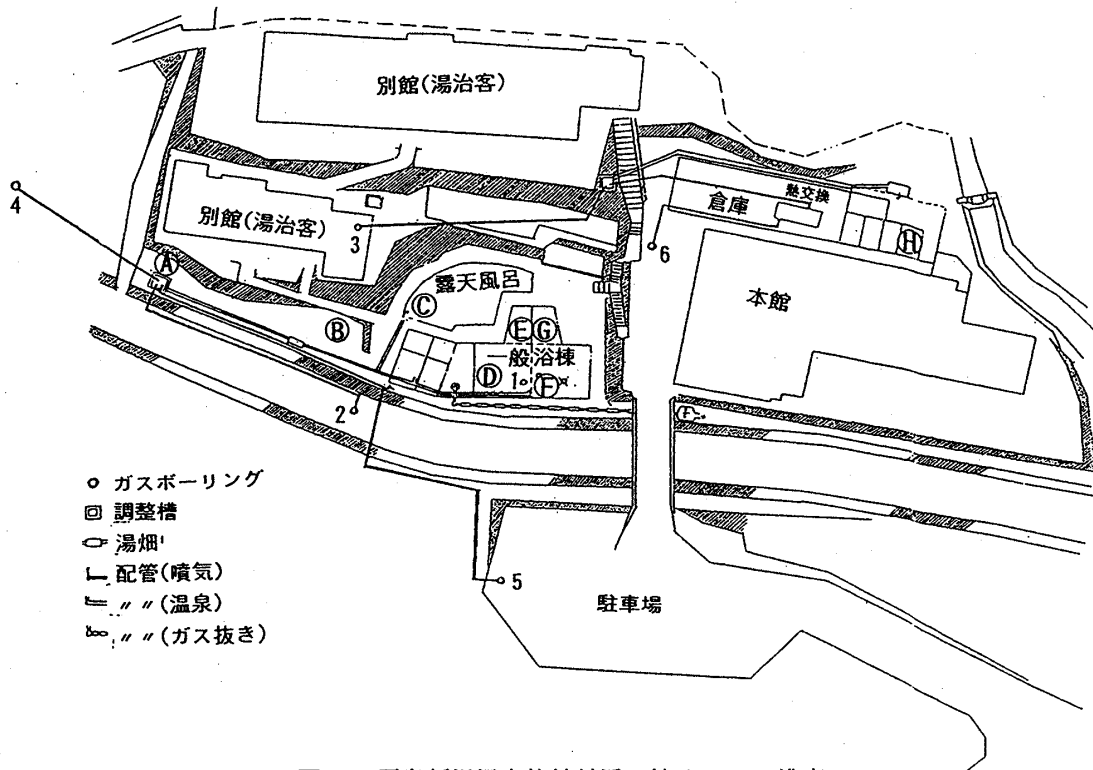 別館(湯治客)
4
別館(湯治客)
3
熱交換
倉庫
6
Ⓗ
本館
Ⓐ
露天風呂
Ⓒ
Ⓑ
Ⓔ Ⓖ
一般浴棟
Ⓓ 1 Ⓕ
2
Ⓕ
ガスボーリング
調整槽
湯畑
配管(噴気)
〃 〃(温泉)
〃 〃(ガス抜き)
5
駐車場